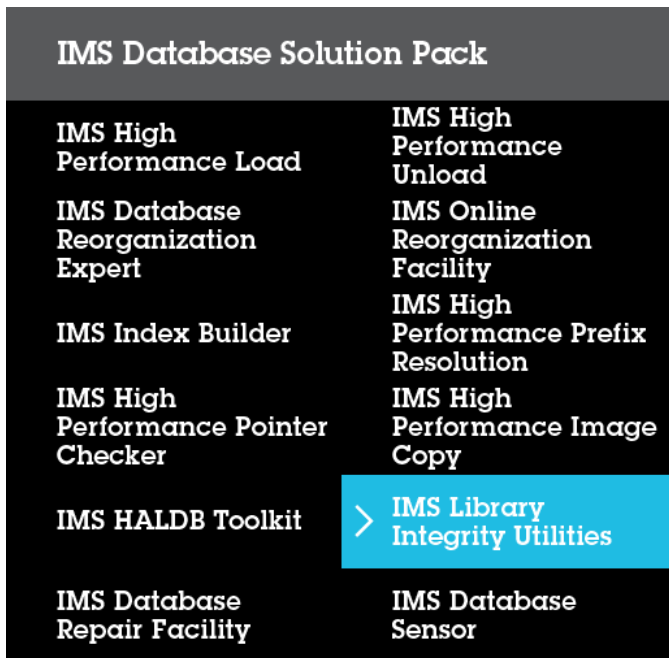 IMS Database Solution Pack
IMS High
Performance Load
IMS High
Performance
Unload
IMS Database
Reorganization
Expert
IMS Online
Reorganization
Facility
IMS Index Builder
IMS High
Performance Prefix
Resolution
IMS High
Performance Pointer
Checker
IMS High
Performance Image
Copy
IMS HALDB Toolkit
IMS Library
Integrity Utilities
IMS Database
Repair Facility
IMS Database
Sensor